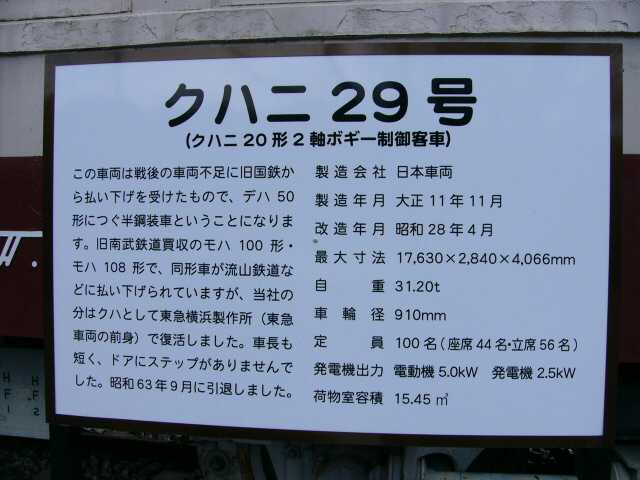 クハニ 29 号
(クハニ 20 形 2 軸ボギー制御客車)
この車両は戦後の車両不足に旧国鉄か
ら払い下げを受けたもので、デハ 50
形につぐ半鋼装車ということになりま
す。旧南武鉄道買収のモハ 100 形・
モハ 108 形で、同形車が流山鉄道な
どに払い下げられていますが、当社の
分はクハとして東急横浜製作所（東急
車両の前身）で復活しました。車長も
短く、ドアにステップがありませんで
した。昭和 63 年 9 月に引退しました。
製造会社 日本車両
製造年月 大正 11 年 11 月
改造年月 昭和 28 年 4 月
最大寸法 17,630×2,840×4,066mm
自重 31.20t
車輪径 910mm
定員 100 名 (座席 44 名・立席 56 名)
発電機出力 電動機 5.0kW 発電機 2.5kW
荷物室容積 15.45 ㎡